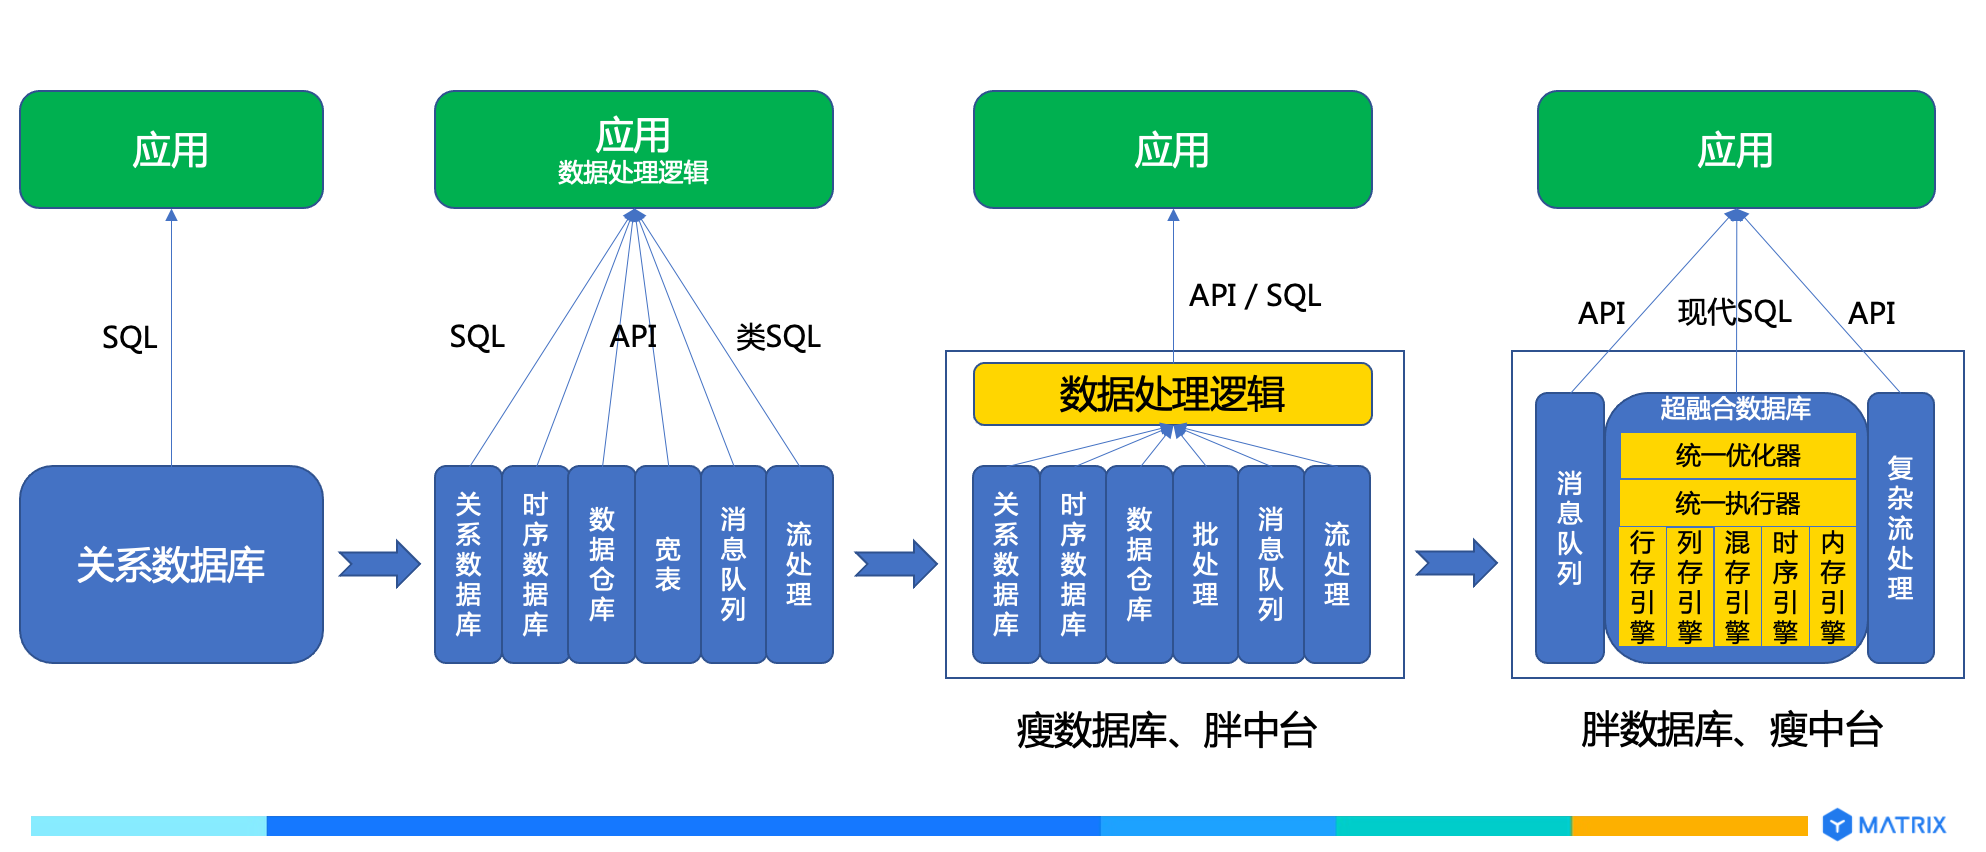 应用
SQL
关系数据库
应用
数据处理逻辑
SQL
API
类SQL
关系数据库
时序数据库
数据仓库
宽表
消息队列
流处理
应用
API / SQL
数据处理逻辑
关系数据库
时序数据库
数据仓库
批处理
消息队列
流处理
瘦数据库、胖中台
应用
API
现代SQL
API
消息队列
超融合数据库
统一优化器
统一执行器
行存引擎
列存引擎
混存引擎
时序引擎
内存引擎
复杂流处理
胖数据库、瘦中台
MATRIX